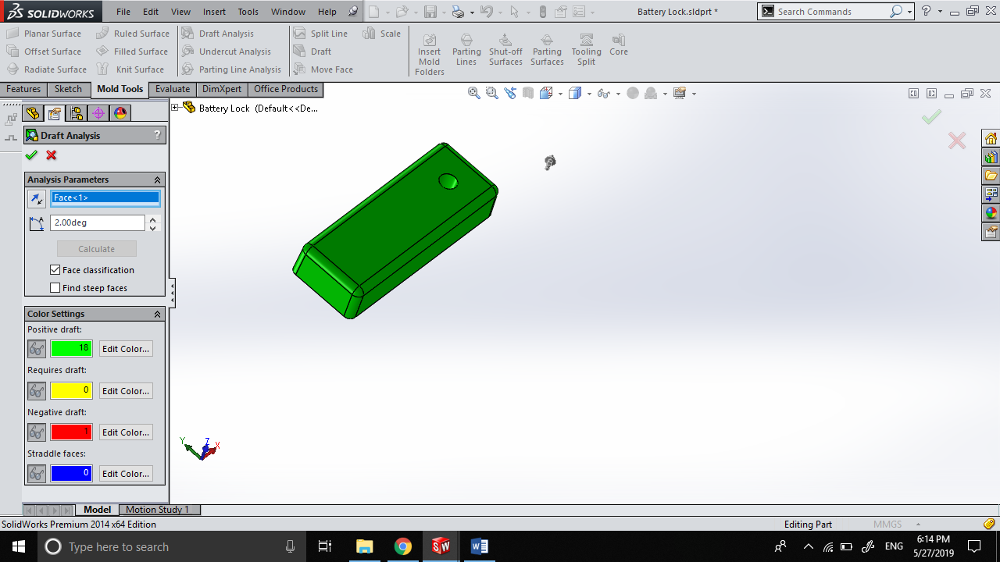 SOLIDWORKS File Edit View Insert Tools Window Help Battery Lock.sldprt * Search Commands ?
Planar Surface Ruled Surface Draft Analysis Split Line Scale
Offset Surface Filled Surface Undercut Analysis Draft
Radiate Surface Knit Surface Parting Line Analysis Move Face
Insert Mold Folders Parting Lines Shut-off Surfaces Parting Surfaces Tooling Split Core
Features Sketch Mold Tools Evaluate DimXpert Office Products
Battery Lock (Default<<De...
Draft Analysis ?
Analysis Parameters
Face<1>
2.00deg
Calculate
Face classification
Find steep faces
Color Settings
Positive draft:
18 Edit Color...
Requires draft:
0 Edit Color...
Negative draft:
1 Edit Color...
Straddle faces:
0 Edit Color...
Y Z X
Model Motion Study 1
SolidWorks Premium 2014 x64 Edition Editing Part MMGS
Type here to search ENG 6:14 PM
5/27/2019